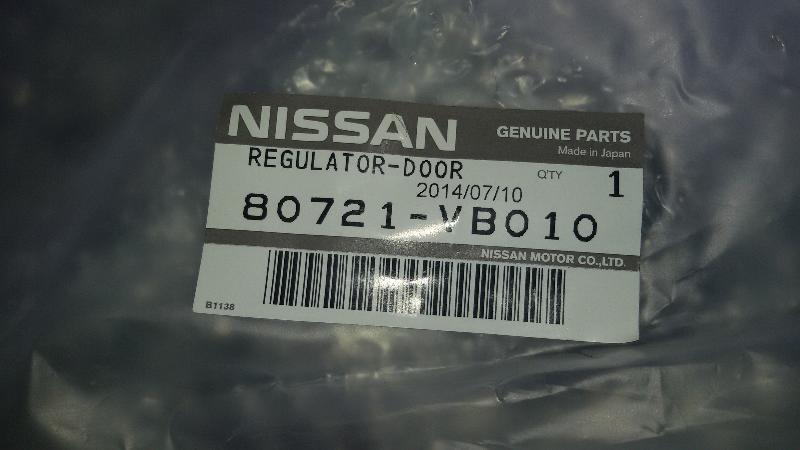 NISSAN GENUINE PARTS
Made in Japan
REGULATOR-DOOR Q'TY 1
2014/07/10
80721-VB010
NISSAN MOTOR CO.,LTD.
B1138